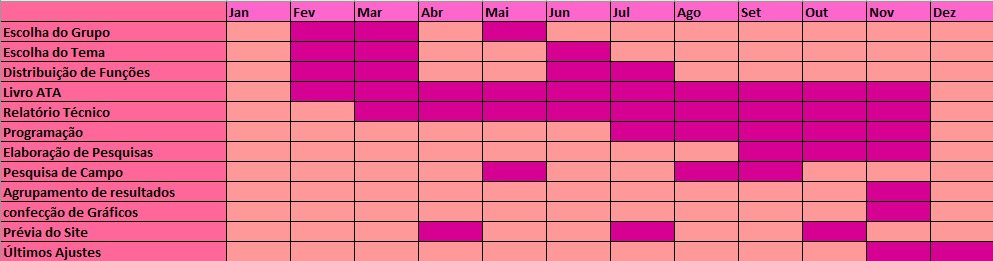 Jan Fev Mar Abr Mai Jun Jul Ago Set Out Nov Dez
Escolha do Grupo
Escolha do Tema
Distribuição de Funções
Livro ATA
Relatório Técnico
Programação
Elaboração de Pesquisas
Pesquisa de Campo
Agrupamento de resultados
confecção de Gráficos
Prévia do Site
Últimos Ajustes